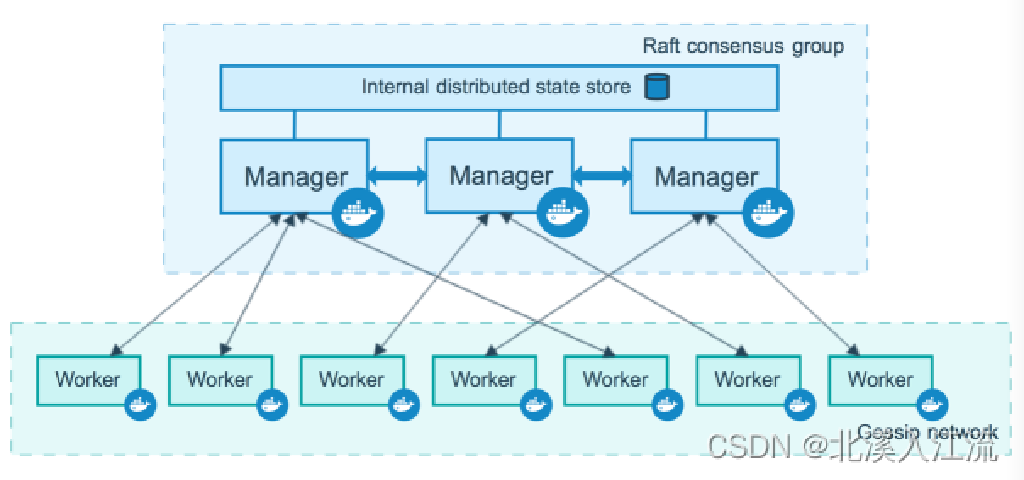 Raft consensus group
Internal distributed state store
Manager
Manager
Manager
Worker
Worker
Worker
Worker
Worker
Worker
Worker
Gossip network
CSDN @北溪入江流